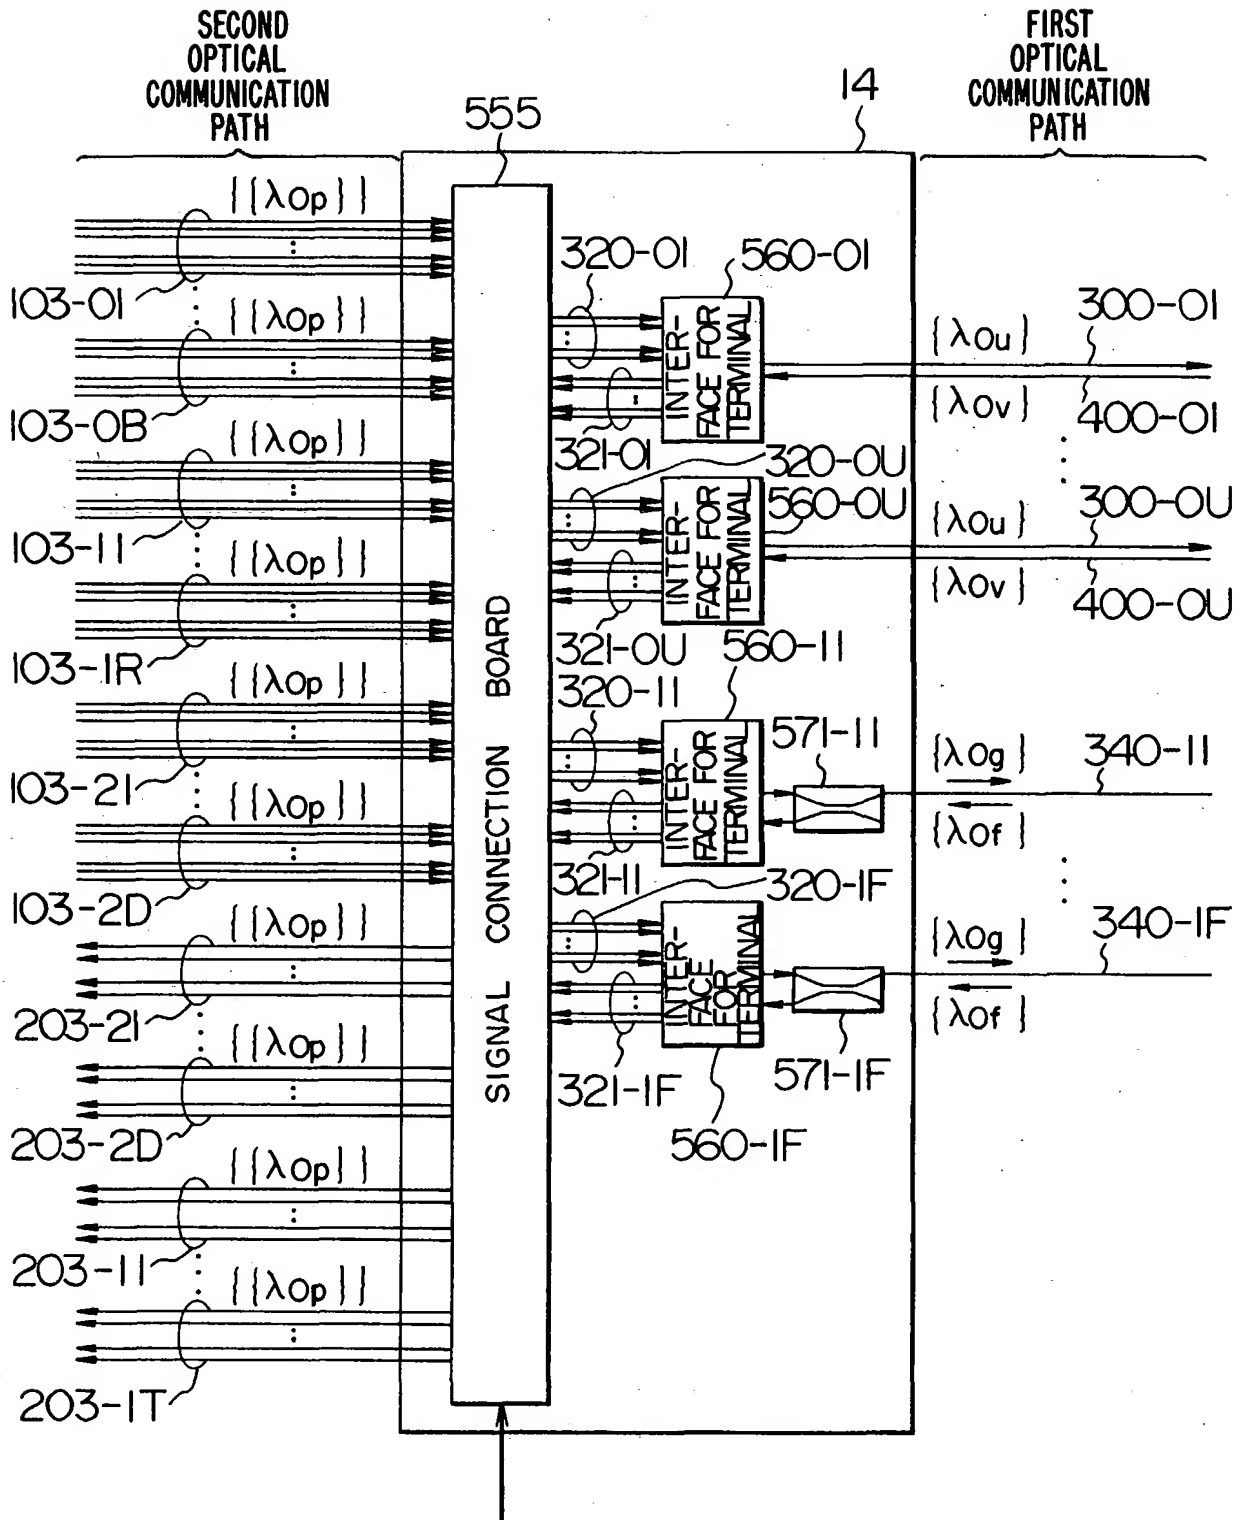 SECOND
OPTICAL
COMMUNICATION
PATH
FIRST
OPTICAL
COMMUNICATION
PATH
555
14
{{λOp}}
103-01
{{λOp}}
103-0B
{{λOp}}
103-11
{{λOp}}
103-1R
{{λOp}}
103-21
{{λOp}}
103-2D
{{λOp}}
203-21
{{λOp}}
203-2D
{{λOp}}
203-11
{{λOp}}
203-1T
SIGNAL CONNECTION BOARD
320-01
560-01
INTER-
FACE FOR
TERMINAL
321-01
{λOu}
300-01
{λOv}
400-01
320-0U
560-0U
INTER-
FACE FOR
TERMINAL
321-0U
{λOu}
300-0U
{λOv}
400-0U
320-11
560-11
INTER-
FACE FOR
TERMINAL
321-11
571-11
{λOg}
340-11
{λOf}
320-1F
INTER-
FACE
FOR
TERMINAL
321-1F
560-1F
571-1F
{λOg}
340-1F
{λOf}